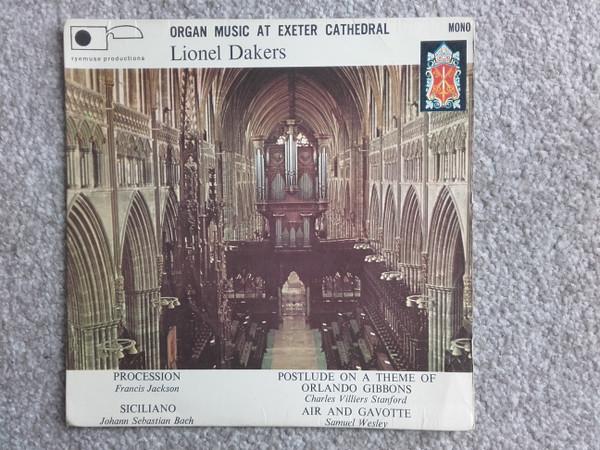 ORGAN MUSIC AT EXETER CATHEDRAL
MONO
Lionel Dakers
ryemuse productions
PROCESSION
Francis Jackson
SICILIANO
Johann Sebastian Bach
POSTLUDE ON A THEME OF
ORLANDO GIBBONS
Charles Villiers Stanford
AIR AND GAVOTTE
Samuel Wesley